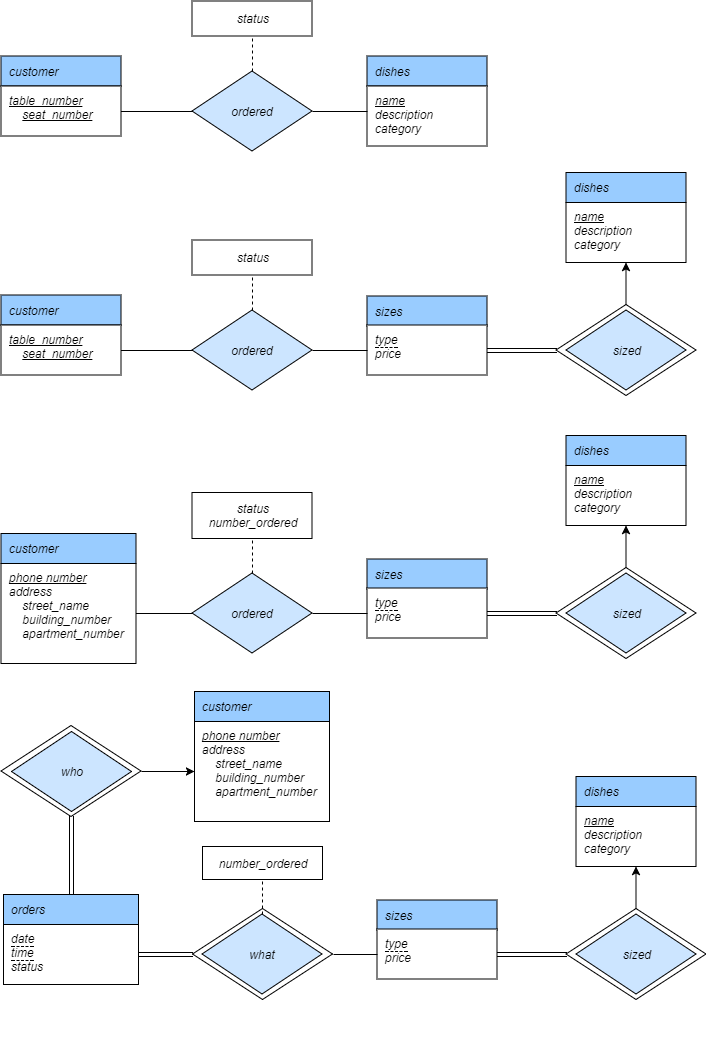 status
customer
table_number
seat_number
ordered
dishes
name
description
category
dishes
name
description
category
status
customer
table_number
seat_number
ordered
sizes
type
price
sized
dishes
name
description
category
status
number_ordered
customer
phone number
address
street_name
building_number
apartment_number
ordered
sizes
type
price
sized
customer
phone number
address
street_name
building_number
apartment_number
who
dishes
name
description
category
number_ordered
orders
date
time
status
what
sizes
type
price
sized